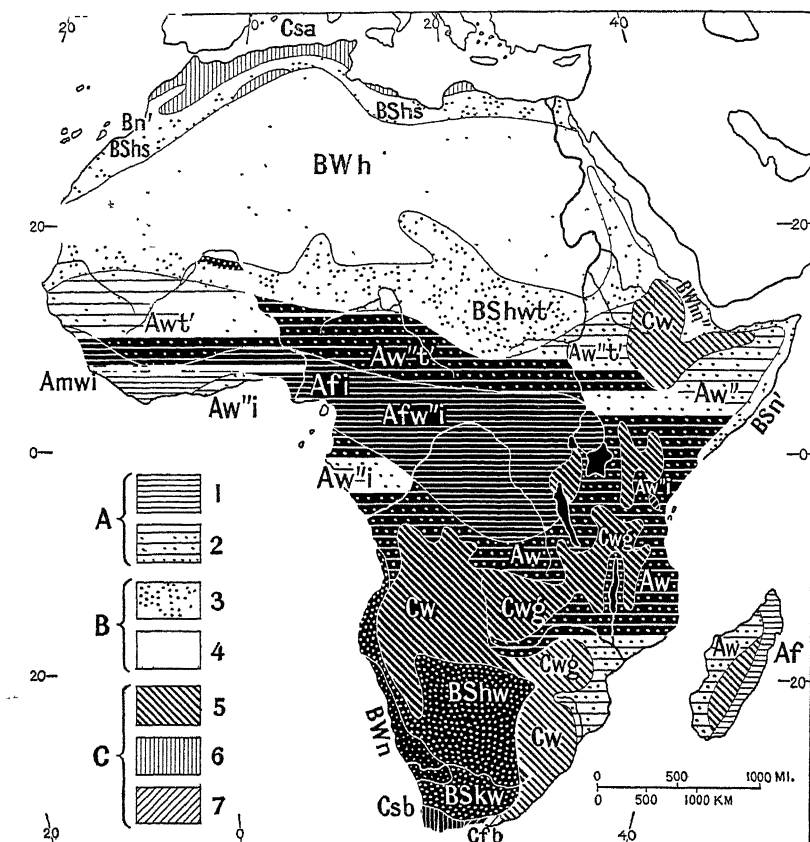 20 0 20 40
Csa
Bn'
BShs
BShs
BWh
20 20
BShwt'
BWhn"
Cw
Awt'
Aw"t'
Aw"t'
Aw"
Amwi
Aw"i
Afi
Afw"i
BSn'
0 0
Aw"i
Aw"i
A 1
2
B 3
4
C 5
6
7
Cwg
Aw
Aw
Cw
Cwg
Cwg
Aw
Af
20 20
BShw
BWn
Cw
BSkw
Csb
Cfb
0 500 1000 MI.
0 500 1000 KM
20 0 40